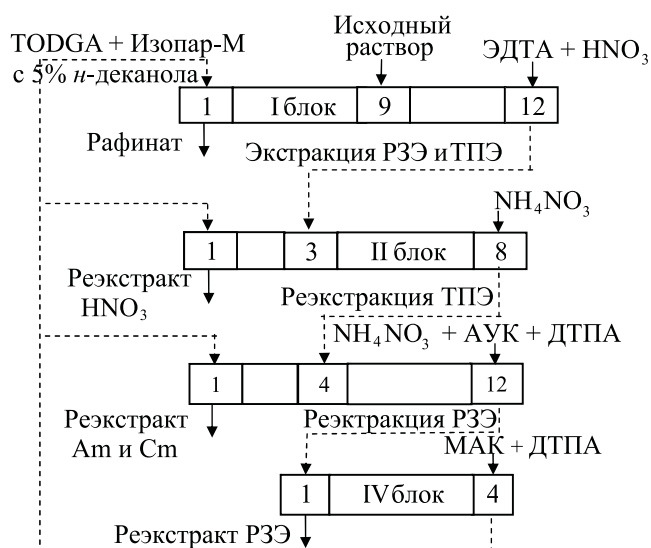 TODGA + Изопар-М
с 5% н-деканола
Исходный
раствор
ЭДТА + HNO3
1
I блок
9
12
Рафинат
Экстракция РЗЭ и ТПЭ
NH4NO3
1
3
II блок
8
Реэкстракт
HNO3
Реэкстракция ТПЭ
NH4NO3 + АУК + ДТПА
1
4
12
Реэкстракт
Am и Cm
Реэктракция РЗЭ
МАК + ДТПА
1
IV блок
4
Реэкстракт РЗЭ